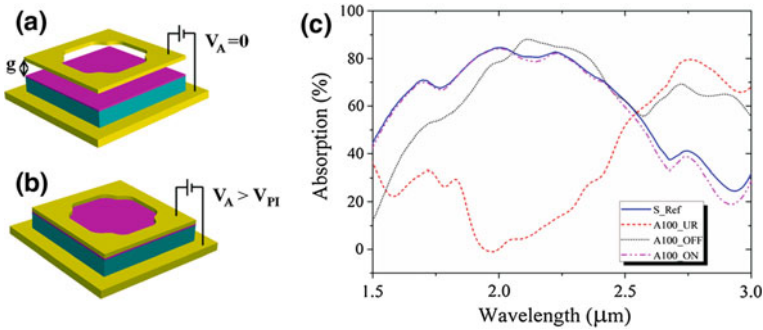 (a)
V_A=0
g
(b)
V_A > V_PI
(c)
Absorption (%)
100
80
60
40
20
0
S_Ref
A100_UR
A100_OFF
A100_ON
1.5
2.0
2.5
3.0
Wavelength (μm)